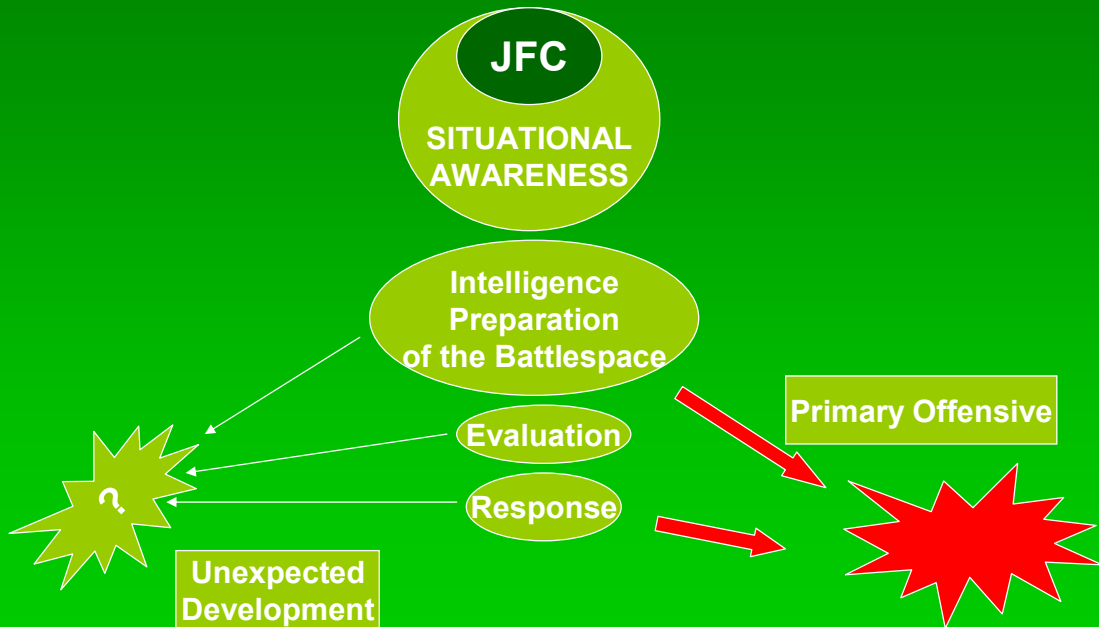 JFC
SITUATIONAL
AWARENESS
Intelligence
Preparation
of the Battlespace
Primary Offensive
Evaluation
?
Response
Unexpected
Development